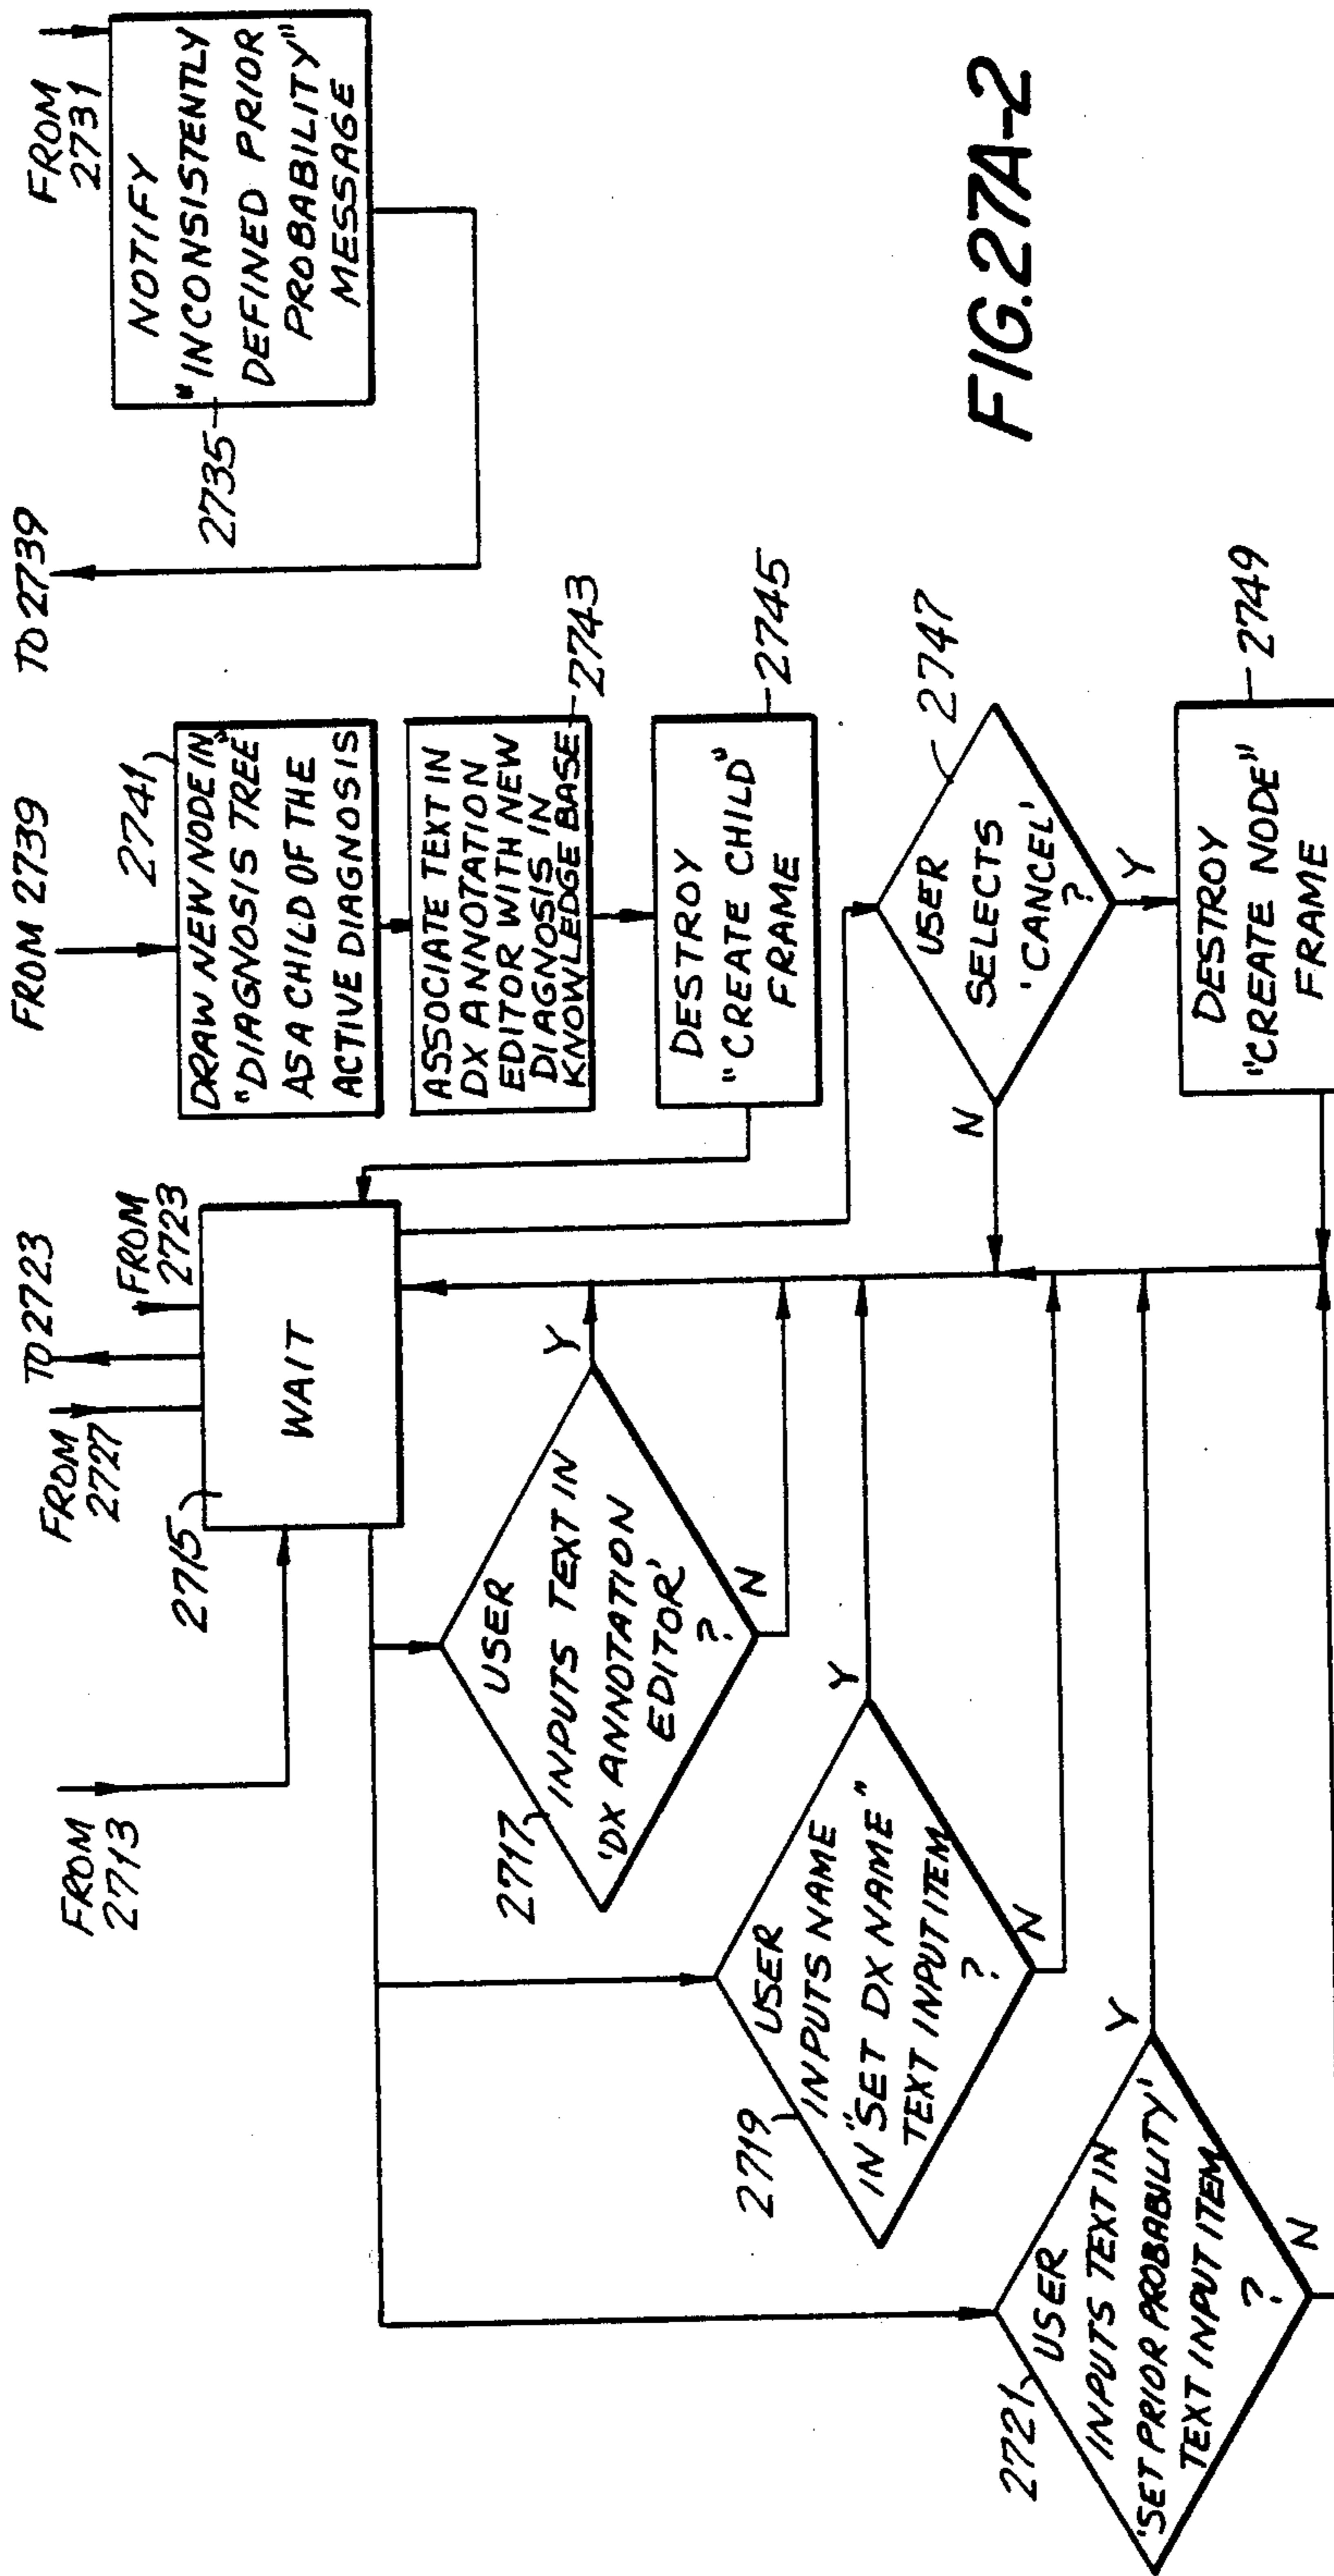 FROM
2713
FROM
2727
TO 2723
FROM
2723
FROM 2739
TO 2739
FROM
2731
2715
WAIT
2741
DRAW NEW NODE IN
"DIAGNOSIS TREE"
AS A CHILD OF THE
ACTIVE DIAGNOSIS
2735
NOTIFY
"INCONSISTENTLY
DEFINED PRIOR
PROBABILITY"
MESSAGE
ASSOCIATE TEXT IN
DX ANNOTATION
EDITOR WITH NEW
DIAGNOSIS IN
KNOWLEDGE BASE
2743
2717
USER
INPUTS TEXT IN
'DX ANNOTATION
EDITOR'
?
Y
N
DESTROY
"CREATE CHILD"
FRAME
2745
2719
USER
INPUTS NAME
IN "SET DX NAME"
TEXT INPUT ITEM
?
Y
N
2747
USER
SELECTS
'CANCEL'
?
N
Y
2721
USER
INPUTS TEXT IN
'SET PRIOR PROBABILITY'
TEXT INPUT ITEM
?
Y
N
DESTROY
"CREATE NODE"
FRAME
2749
FIG.27A-2